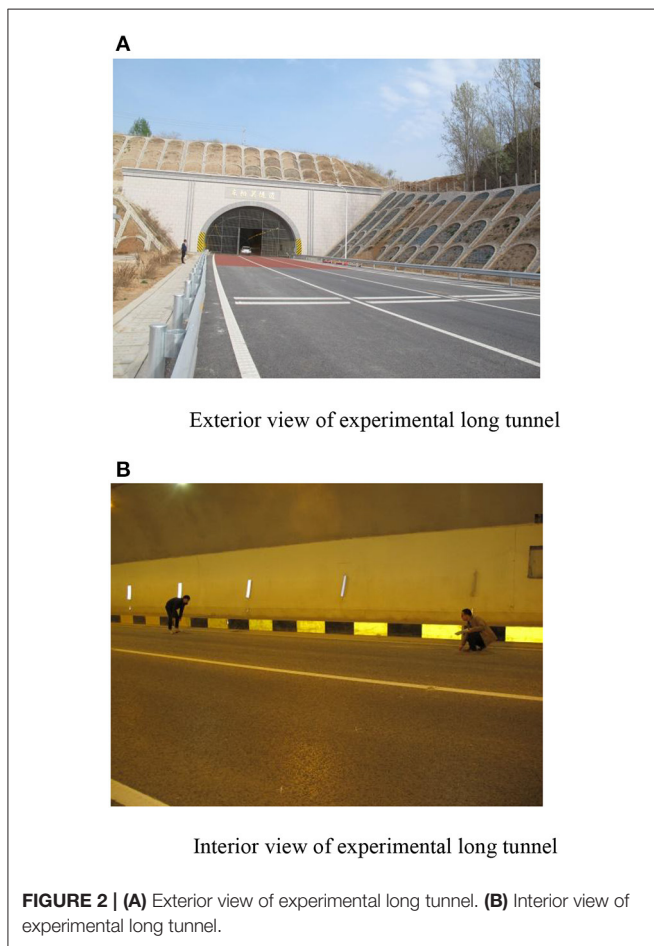 A
Exterior view of experimental long tunnel
B
Interior view of experimental long tunnel
FIGURE 2 | (A) Exterior view of experimental long tunnel. (B) Interior view of
experimental long tunnel.